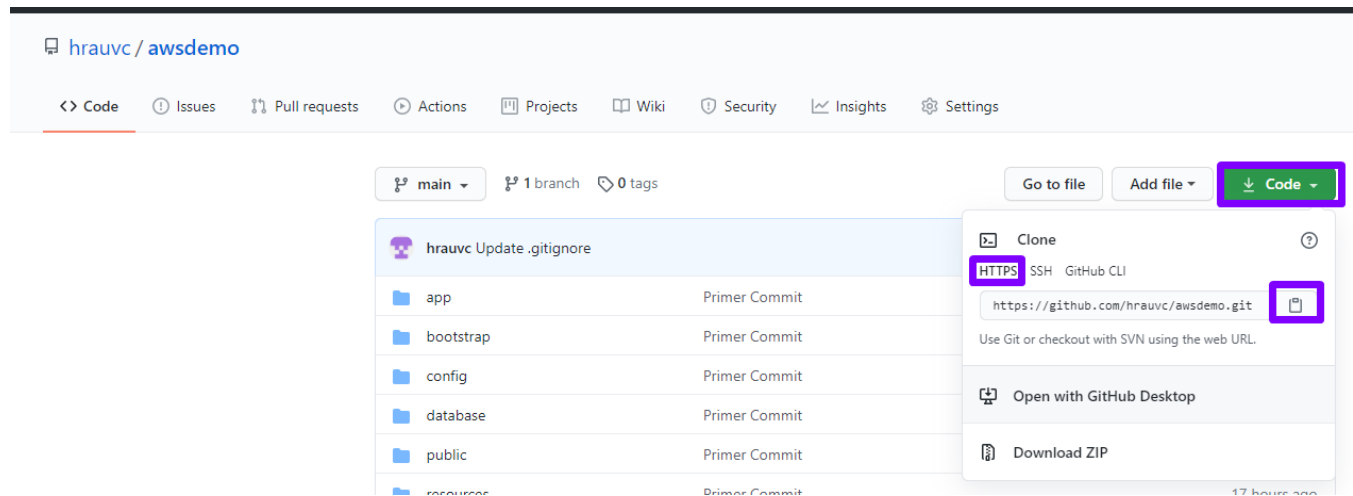 hrauvc / awsdemo
<> Code Issues Pull requests Actions Projects Wiki Security Insights Settings
main 1 branch 0 tags Go to file Add file Code
hrauvc Update .gitignore
Clone
HTTPS SSH GitHub CLI
app Primer Commit
https://github.com/hrauvc/awsdemo.git
bootstrap Primer Commit
Use Git or checkout with SVN using the web URL.
config Primer Commit
Open with GitHub Desktop
database Primer Commit
public Primer Commit
Download ZIP
resources Primer Commit 17 hours ago